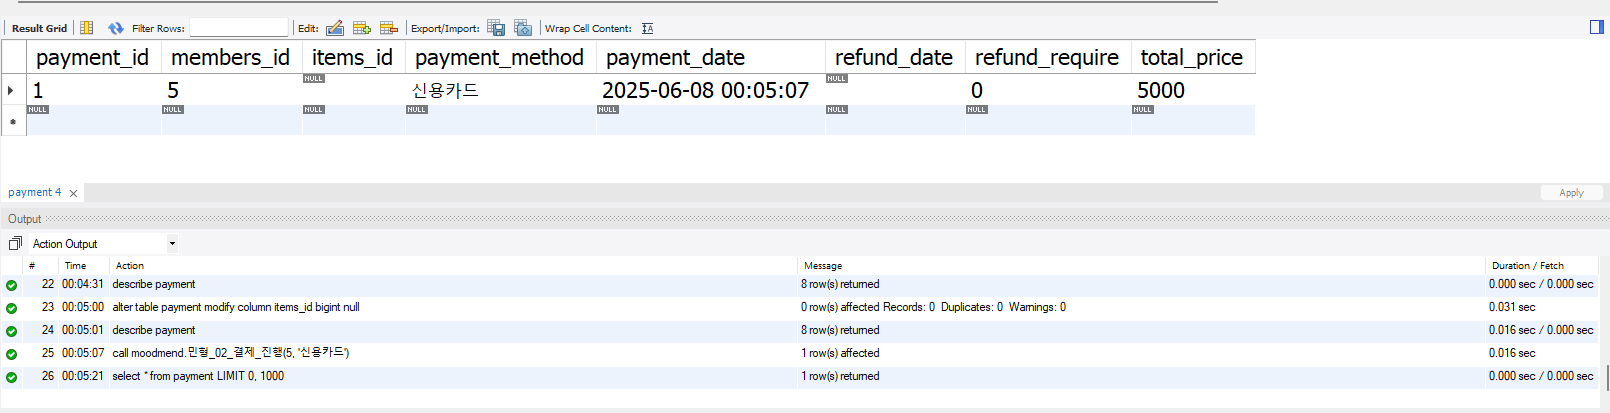 Result Grid Filter Rows: Edit: Export/Import: Wrap Cell Content:
payment_id members_id items_id payment_method payment_date refund_date refund_require total_price
1 5 NULL 신용카드 2025-06-08 00:05:07 NULL 0 5000
NULL NULL NULL NULL NULL NULL NULL NULL
payment 4 Apply
Output
Action Output
# Time Action Message Duration / Fetch
22 00:04:31 describe payment 8 row(s) returned 0.000 sec / 0.000 sec
23 00:05:00 alter table payment modify column items_id bigint null 0 row(s) affected Records: 0 Duplicates: 0 Warnings: 0 0.031 sec
24 00:05:01 describe payment 8 row(s) returned 0.016 sec / 0.000 sec
25 00:05:07 call moodmend.민형_02_결제_진행(5, '신용카드') 1 row(s) affected 0.016 sec
26 00:05:21 select * from payment LIMIT 0, 1000 1 row(s) returned 0.000 sec / 0.000 sec